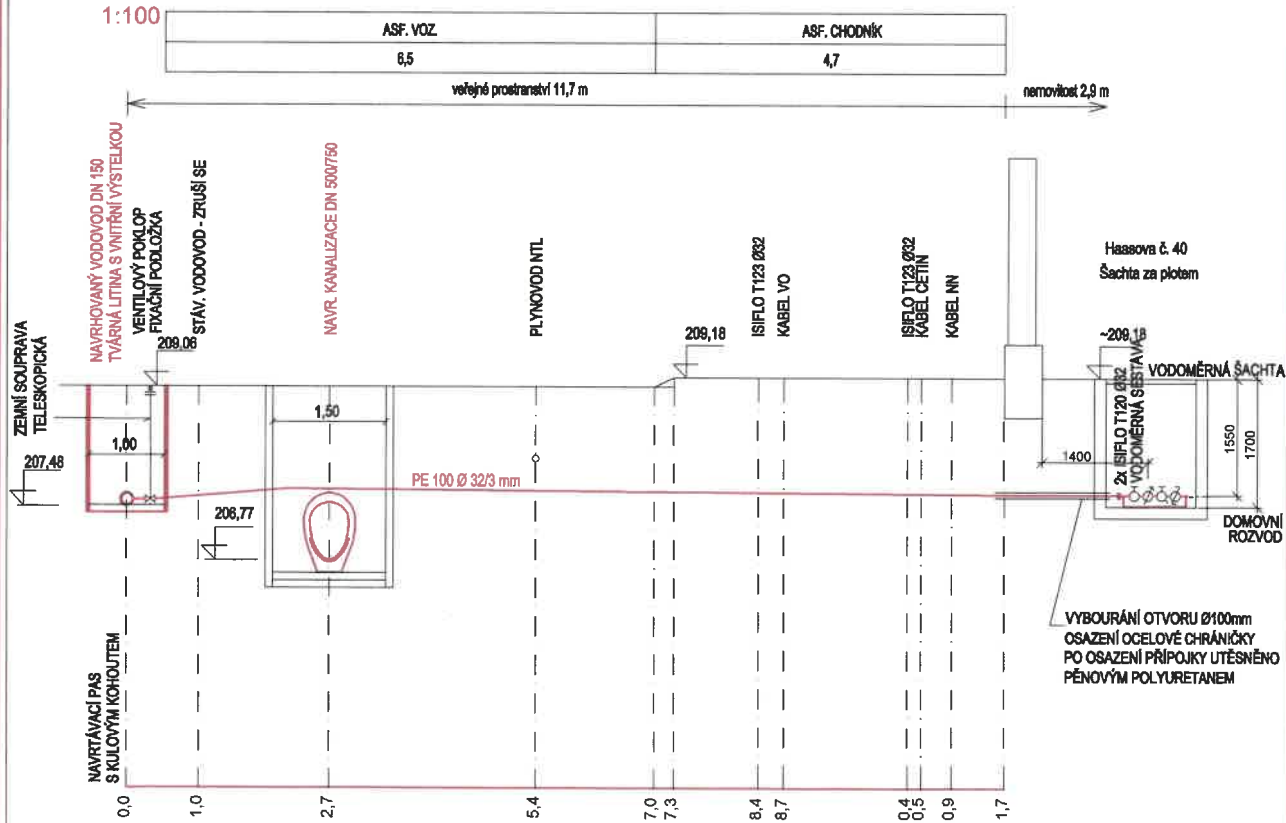 1:100
ASF. VOZ.
ASF. CHODNÍK
6,5
4,7
veřejné prostranství 11,7 m
nemovitost 2,9 m
NAVRHOVANÝ VODOVOD DN 150
TVÁRNÁ LITINA S VNITŘNÍ VÝSTELKOU
VENTILOVÝ POKLOP
FIXAČNÍ PODLOŽKA
STÁV. VODOVOD - ZRUŠÍ SE
NAVR. KANALIZACE DN 500/750
PLYNOVOD NTL
ISIFLO T123 Ø32
KABEL VO
ISIFLO T123 Ø32
KABEL CETIN
KABEL NN
Haasova č. 40
Šachta za plotem
ZEMNÍ SOUPRAVA
TELESKOPICKÁ
209,06
209,18
~209,18
VODOMĚRNÁ ŠACHTA
1,00
1,50
207,48
206,77
PE 100 Ø 32/3 mm
1400
2x ISIFLO T120 Ø32
VODOMĚRNÁ SESTAVA
1550
1700
DOMOVNÍ
ROZVOD
VYBOURÁNÍ OTVORU Ø100mm
OSAZENÍ OCELOVÉ CHRÁNIČKY
PO OSAZENÍ PŘÍPOJKY UTĚSNĚNO
PĚNOVÝM POLYURETANEM
NAVRTÁVACÍ PAS
S KULOVÝM KOHOUTEM
0,0
1,0
2,7
5,4
7,0
7,3
8,4
8,7
0,4
0,5
0,9
1,7